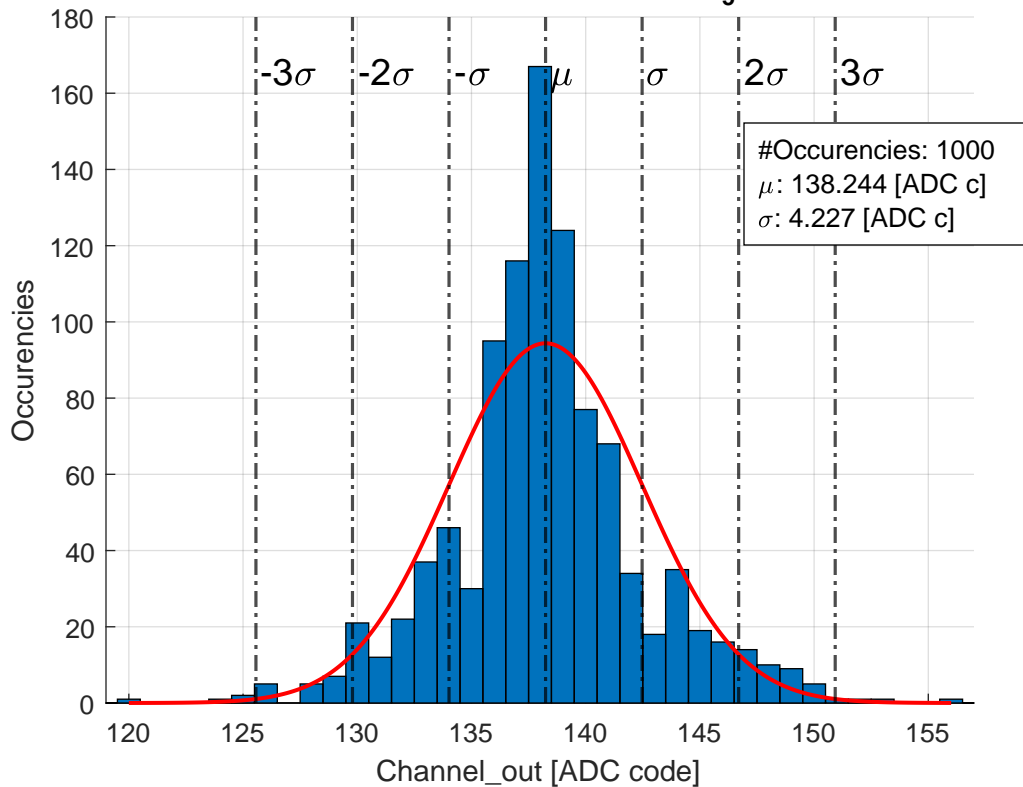 180
160
140
120
100
80
60
40
20
0
Occurencies
-3σ
-2σ
-σ
μ
σ
2σ
3σ
#Occurencies: 1000
μ: 138.244 [ADC c]
σ: 4.227 [ADC c]
120
125
130
135
140
145
150
155
Channel_out [ADC code]